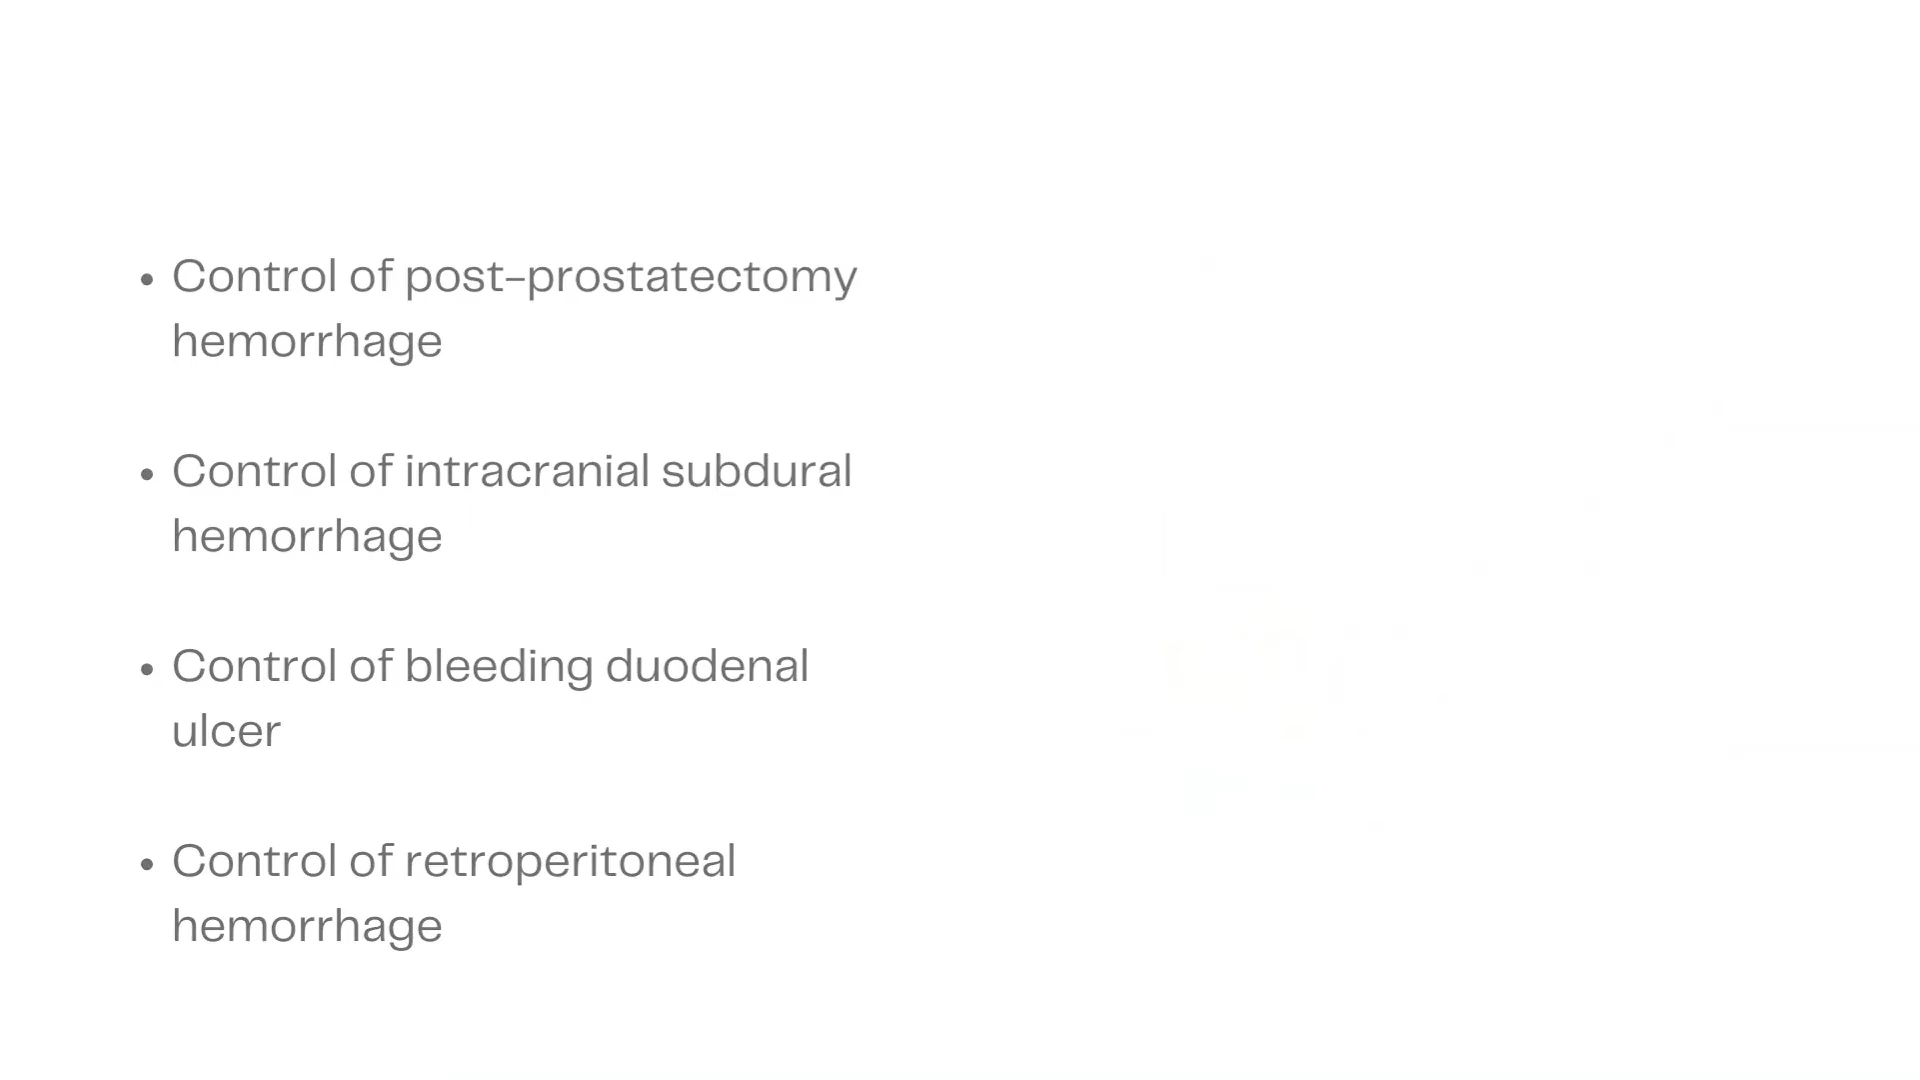 • Control of post-prostatectomy
hemorrhage
• Control of intracranial subdural
hemorrhage
• Control of bleeding duodenal
ulcer
• Control of retroperitoneal
hemorrhage